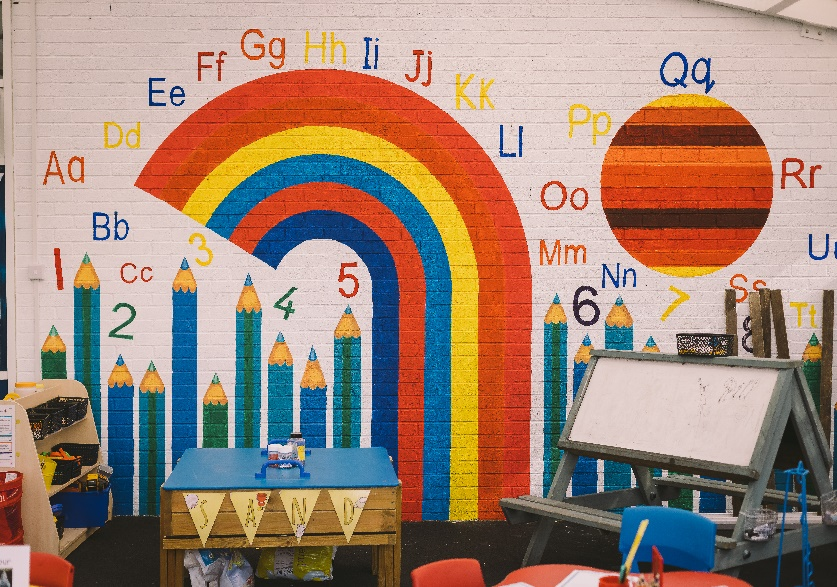 Aa
Bb
Cc
Dd
Ee
Ff
Gg
Hh
Ii
Jj
Kk
Ll
Mm
Nn
Oo
Pp
Qq
Rr
Ss
Tt
1
2
3
4
5
6
7
8
SAND